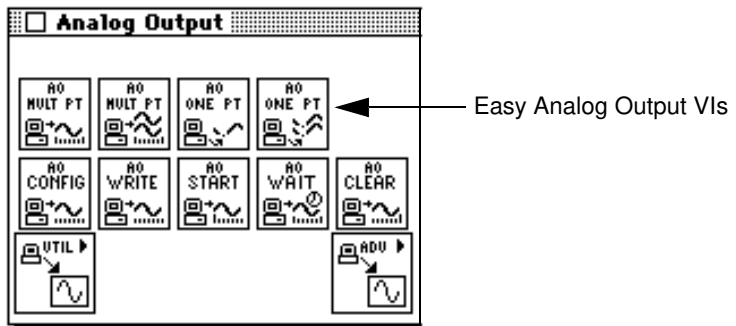 Analog Output
AO
MULT PT
AO
MULT PT
AO
ONE PT
AO
ONE PT
Easy Analog Output VIs
AO
CONFIG
AO
WRITE
AO
START
AO
WAIT
AO
CLEAR
UTIL
ADV